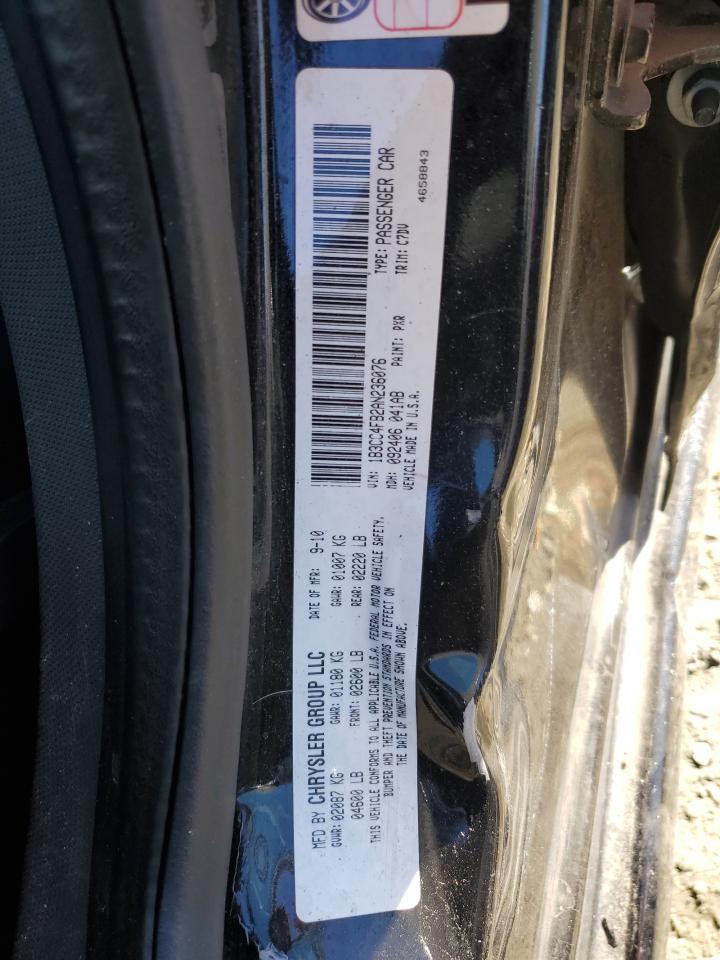 MFD BY CHRYSLER GROUP LLC DATE OF MFR: 9-10
GVWR: 02087 KG GAWR: 01180 KG GAWR: 01007 KG
04600 LB FRONT: 02600 LB REAR: 02220 LB
THIS VEHICLE CONFORMS TO ALL APPLICABLE U.S.A. FEDERAL MOTOR VEHICLE SAFETY,
BUMPER AND THEFT PREVENTION STANDARDS IN EFFECT ON
THE DATE OF MANUFACTURE SHOWN ABOVE.
VIN: 1B3CC4FB2AN236076 TYPE: PASSENGER CAR
MDH: 092406 041AB PAINT: PXR TRIM: C7DV
VEHICLE MADE IN U.S.A. 4658843